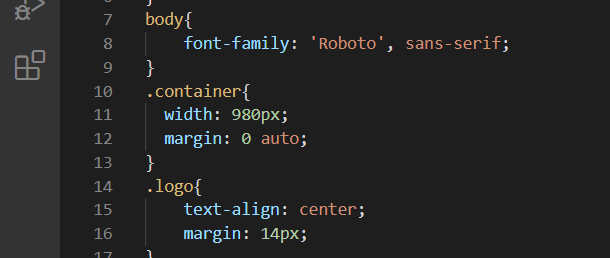 7 body{
8 font-family: 'Roboto', sans-serif;
9 }
10 .container{
11 width: 980px;
12 margin: 0 auto;
13 }
14 .logo{
15 text-align: center;
16 margin: 14px;
17 }